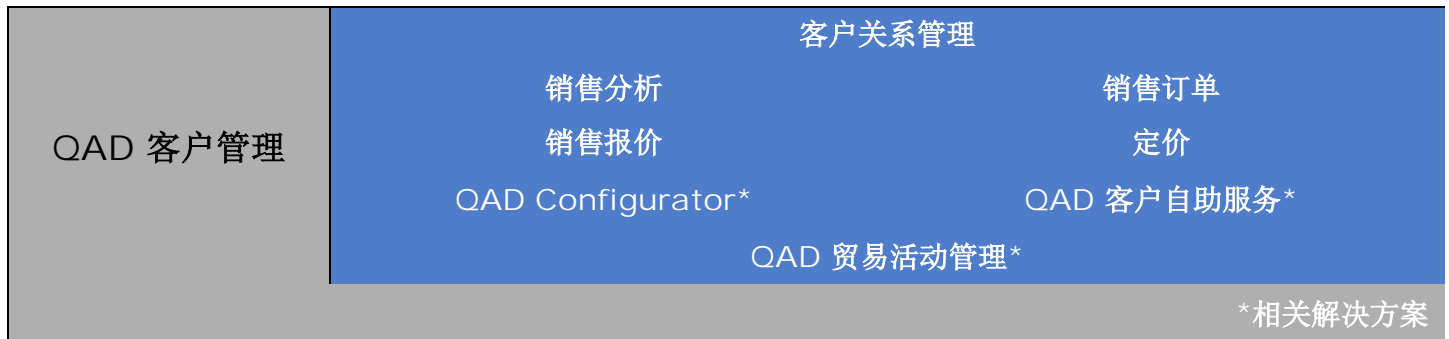 客户关系管理
销售分析 销售订单
QAD 客户管理
销售报价 定价
QAD Configurator* QAD 客户自助服务*
QAD 贸易活动管理*
*相关解决方案